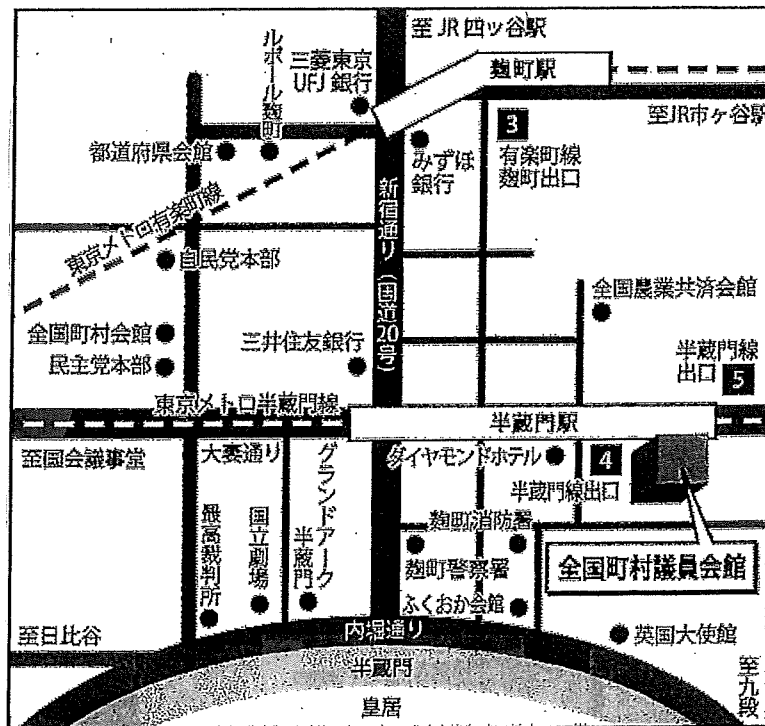 至JR四ッ谷駅
麹町駅
三菱東京
UFJ
銀行
ルポール麹町
至JR市ヶ谷駅
3
有楽町線
麹町出口
都道府県会館
みずほ
銀行
東京メトロ有楽町線
新宿通り(国道20号)
自民党本部
全国農業共済会館
全国町村会館
三井住友銀行
民主党本部
半蔵門線
出口
5
東京メトロ半蔵門線
半蔵門駅
至国会議事堂
大妻通り
グランドアーク
半蔵門
ダイヤモンドホテル
4
半蔵門線出口
最高裁判所
国立劇場
麹町消防署
麹町警察署
全国町村議員会館
ふくおか会館
至日比谷
内堀通り
英国大使館
半蔵門
至九段
皇居